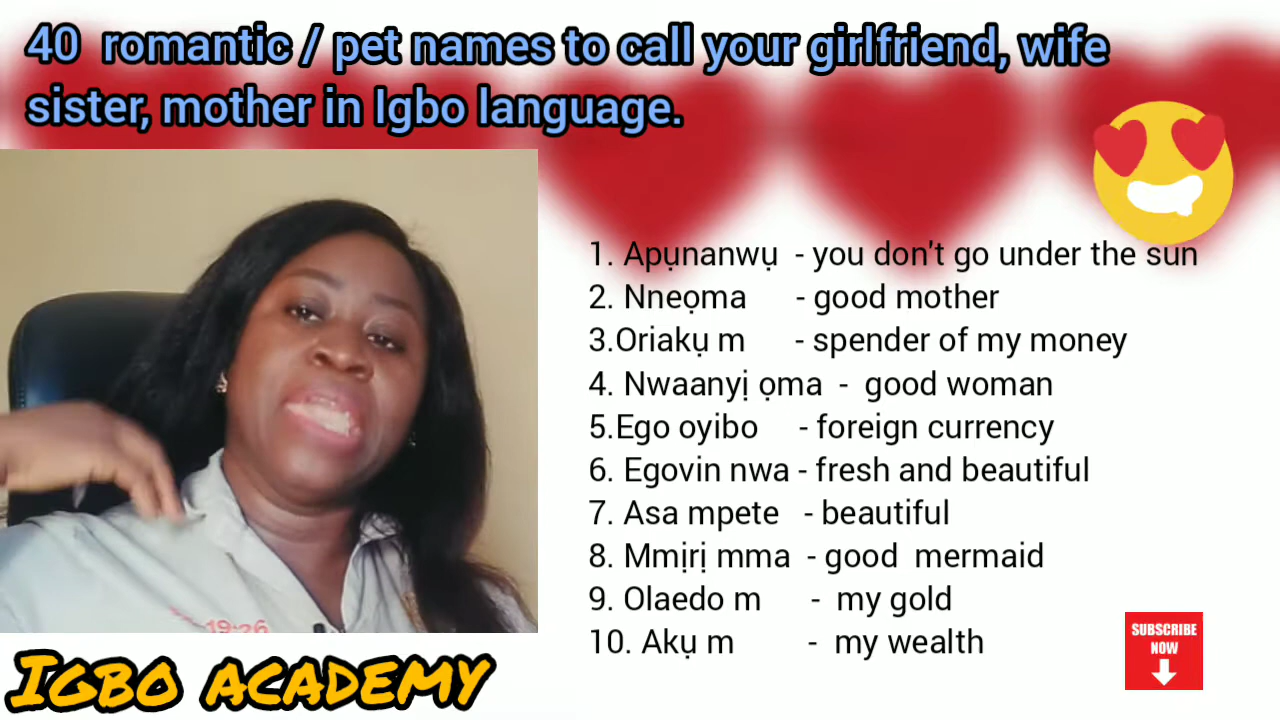 40 romantic / pet names to call your girlfriend, wife
sister, mother in Igbo language.
1. Apụnanwụ - you don't go under the sun
2. Nneọma - good mother
3.Oriakụ m - spender of my money
4. Nwaanyị ọma - good woman
5.Ego oyibo - foreign currency
6. Egovin nwa - fresh and beautiful
7. Asa mpete - beautiful
8. Mmịrị mma - good mermaid
9. Olaedo m - my gold
10. Akụ m - my wealth
19:26
SUBSCRIBE
NOW
IGBO ACADEMY